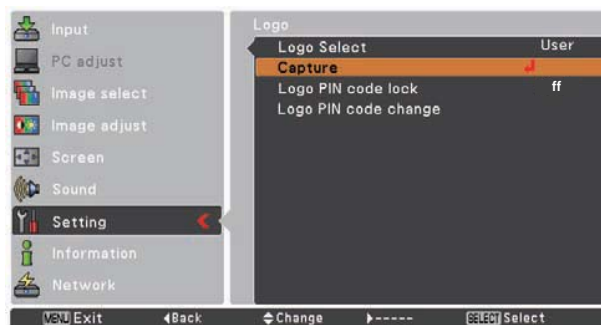 Input
PC adjust
Image select
Image adjust
Screen
Sound
Setting
Information
Network
Logo
Logo Select User
Capture
Logo PIN code lock ff
Logo PIN code change
MENU Exit Back Change ----- SELECT Select